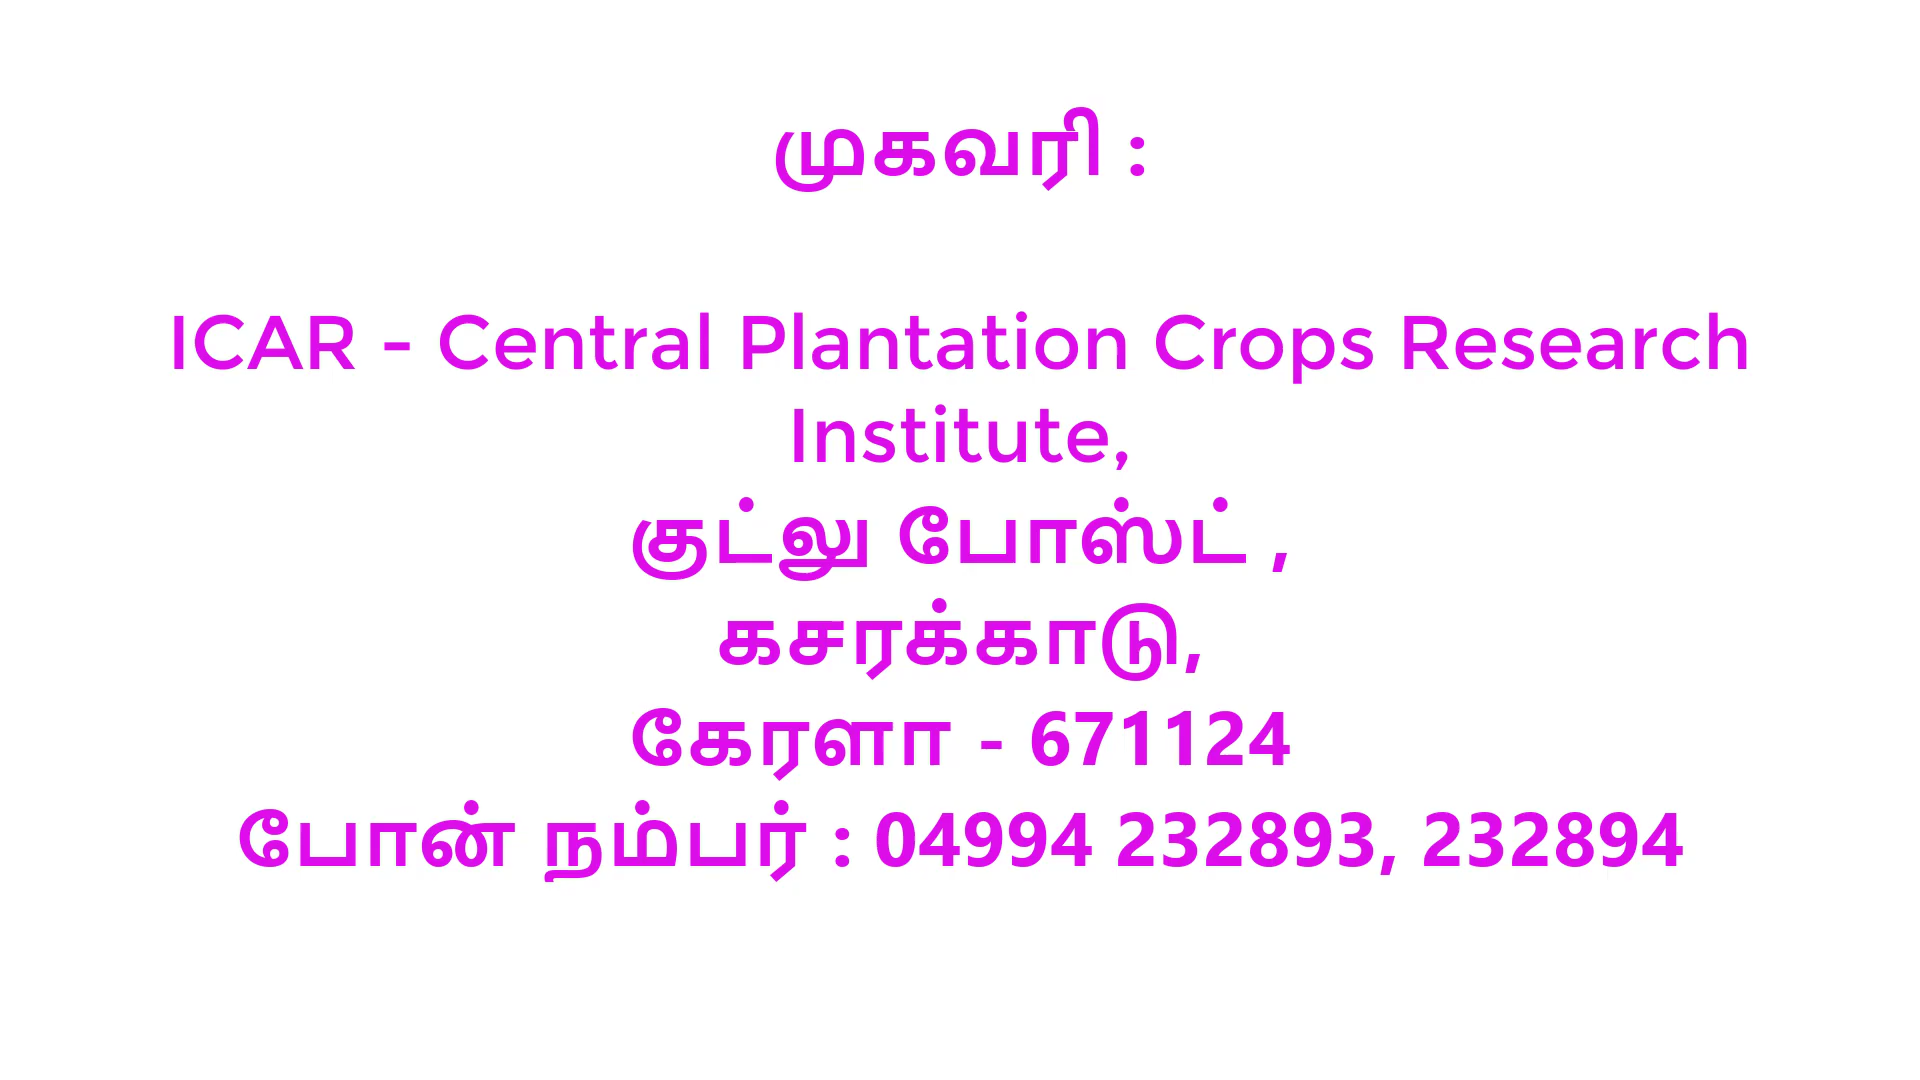 முகவரி :
ICAR - Central Plantation Crops Research
Institute,
குட்லு போஸ்ட் ,
கசரக்காடு,
கேரளா - 671124
போன் நம்பர் : 04994 232893, 232894